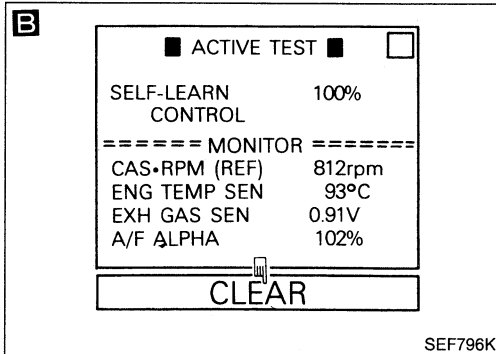 B
■ ACTIVE TEST ■
SELF-LEARN 100%
CONTROL
====== MONITOR =======
CAS•RPM (REF) 812rpm
ENG TEMP SEN 93°C
EXH GAS SEN 0.91V
A/F ALPHA 102%
CLEAR
SEF796K